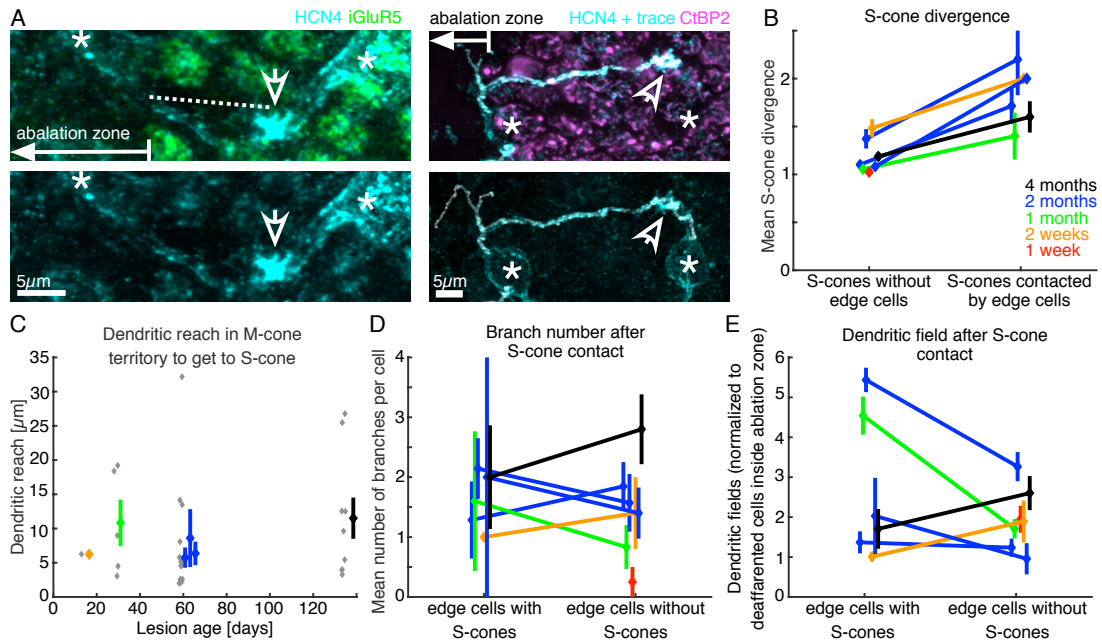 A
HCN4 iGluR5
abalation zone
5µm
abalation zone
HCN4 + trace CtBP2
5µm
B
S-cone divergence
Mean S-cone divergence
2
1
0
4 months
2 months
1 month
2 weeks
1 week
S-cones without
edge cells
S-cones contacted
by edge cells
C
Dendritic reach in M-cone
territory to get to S-cone
Dendritic reach [µm]
35
30
25
20
15
10
5
0
0
20
40
60
80
100
120
Lesion age [days]
D
Branch number after
S-cone contact
Mean number of branches per cell
4
3
2
1
0
edge cells with
S-cones
edge cells without
S-cones
E
Dendritic field after S-cone
contact
Dendritic fields (normalized to
deaffarented cells inside ablation zone)
6
5
4
3
2
1
0
edge cells with
S-cones
edge cells without
S-cones